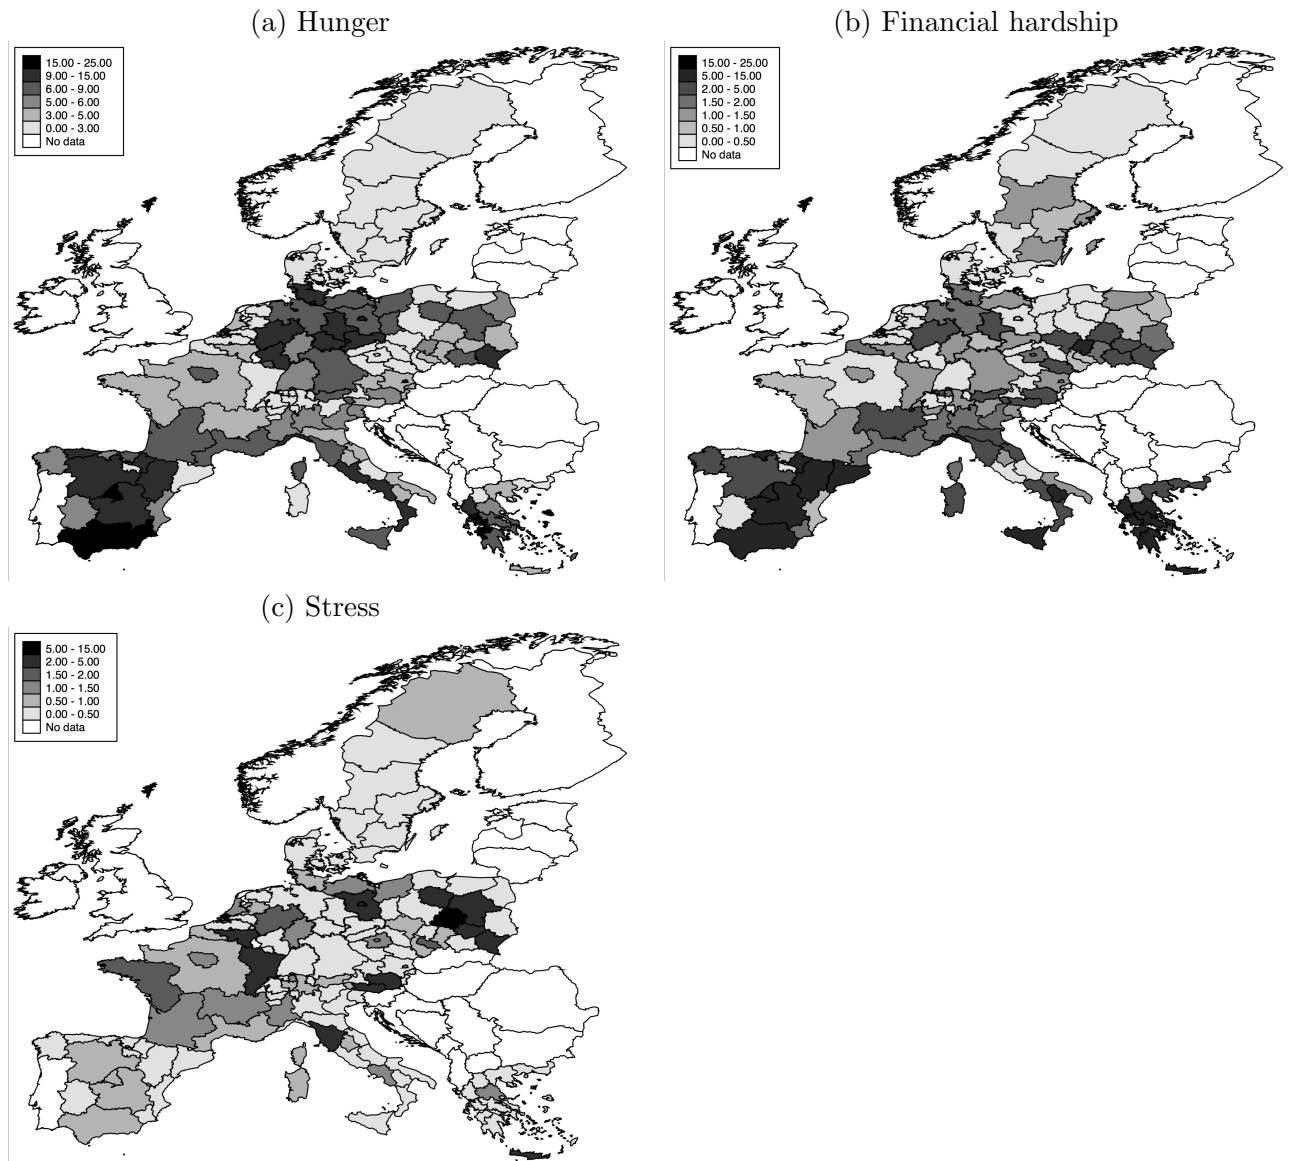 (a) Hunger
(b) Financial hardship
15.00 - 25.00
9.00 - 15.00
6.00 - 9.00
5.00 - 6.00
3.00 - 5.00
0.00 - 3.00
No data
15.00 - 25.00
5.00 - 15.00
2.00 - 5.00
1.50 - 2.00
1.00 - 1.50
0.50 - 1.00
0.00 - 0.50
No data
(c) Stress
5.00 - 15.00
2.00 - 5.00
1.50 - 2.00
1.00 - 1.50
0.50 - 1.00
0.00 - 0.50
No data